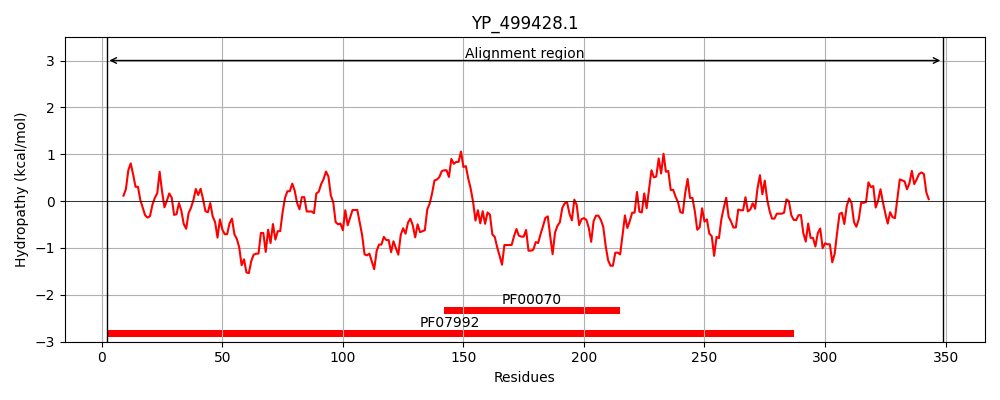 YP_499428.1
Alignment region
Hydropathy (kcal/mol)
3
2
1
0
−1
−2
−3
PF00070
PF07992
0 50 100 150 200 250 300 350
Residues